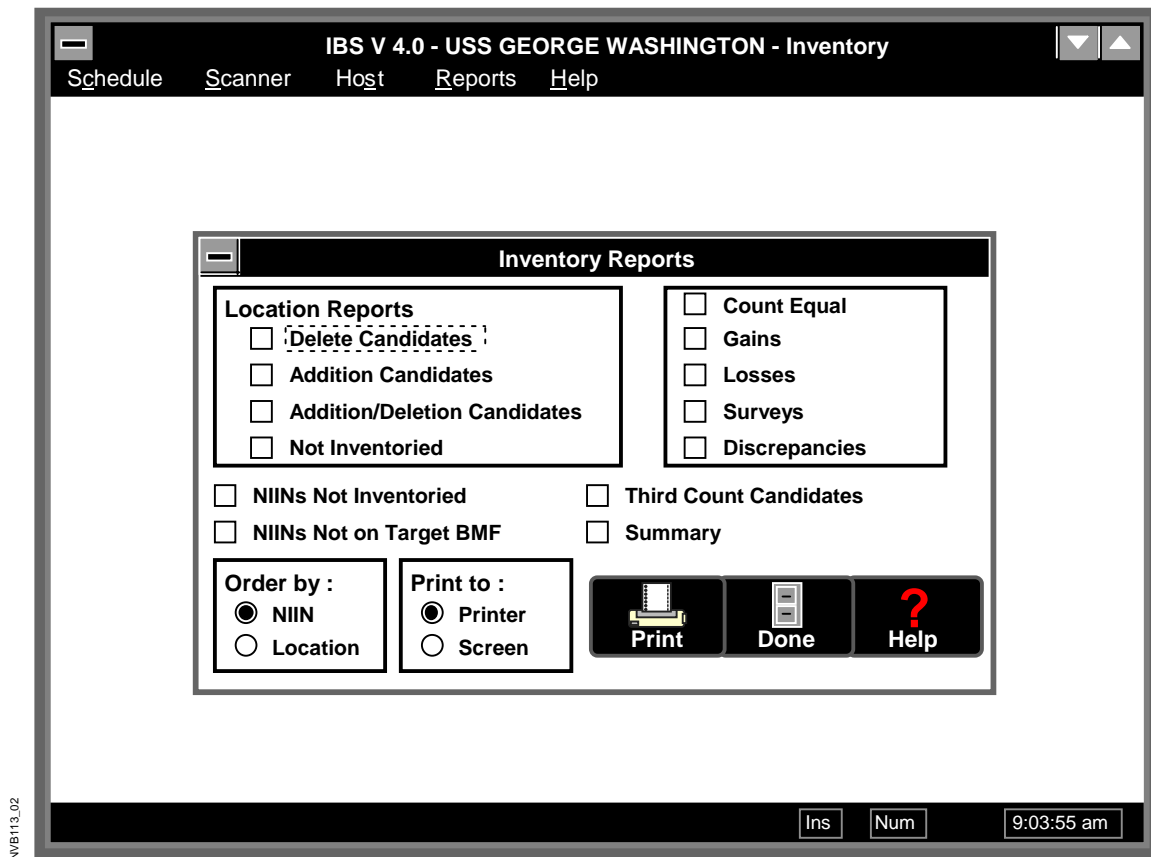 IBS V 4.0 - USS GEORGE WASHINGTON - Inventory
Schedule Scanner Host Reports Help
Inventory Reports
Location Reports
Delete Candidates
Addition Candidates
Addition/Deletion Candidates
Not Inventoried
Count Equal
Gains
Losses
Surveys
Discrepancies
NIINs Not Inventoried
NIINs Not on Target BMF
Third Count Candidates
Summary
Order by :
NIIN
Location
Print to :
Printer
Screen
Print
Done
?
Help
Ins Num 9:03:55 am
NVB113_02